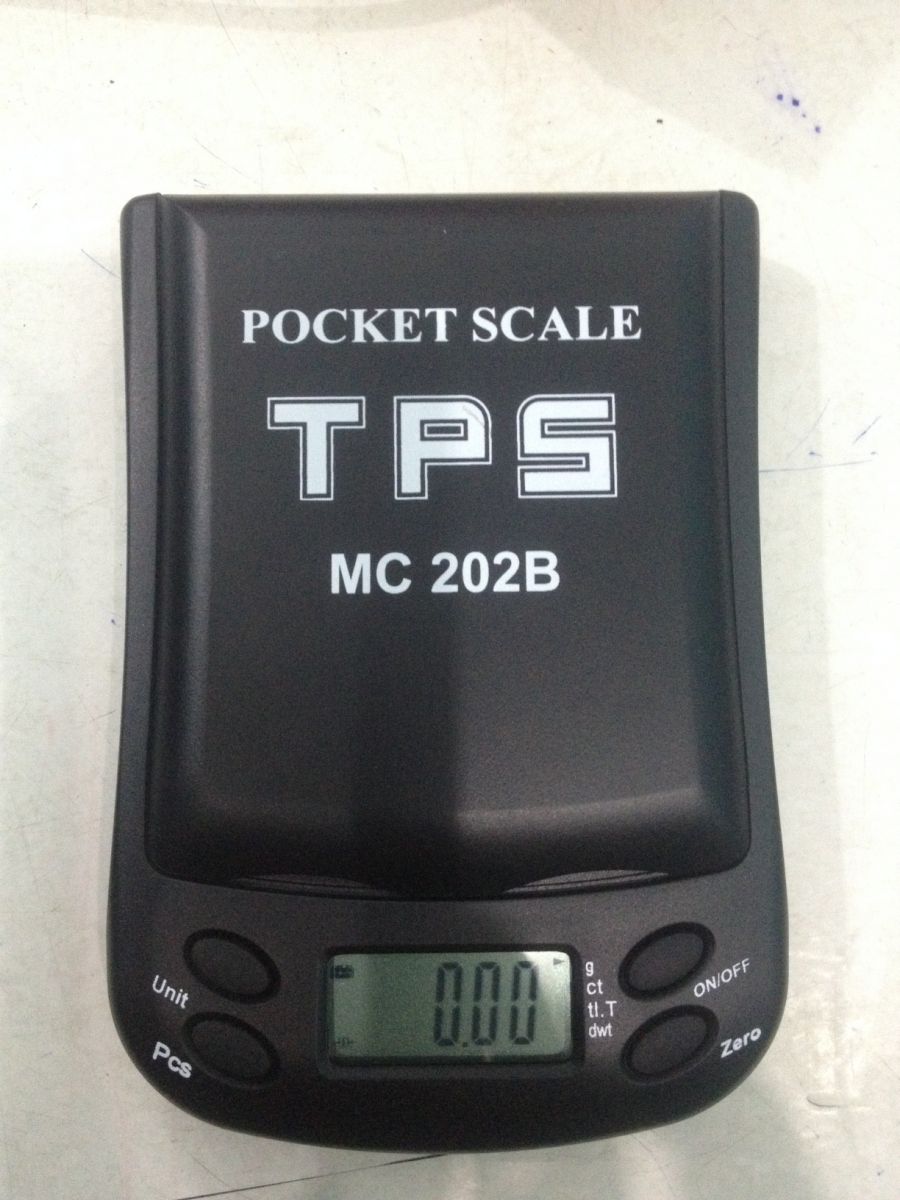 POCKET SCALE
TPS
MC 202B
Unit
Pcs
0.00
g
ct
tl.T
dwt
ON/OFF
Zero